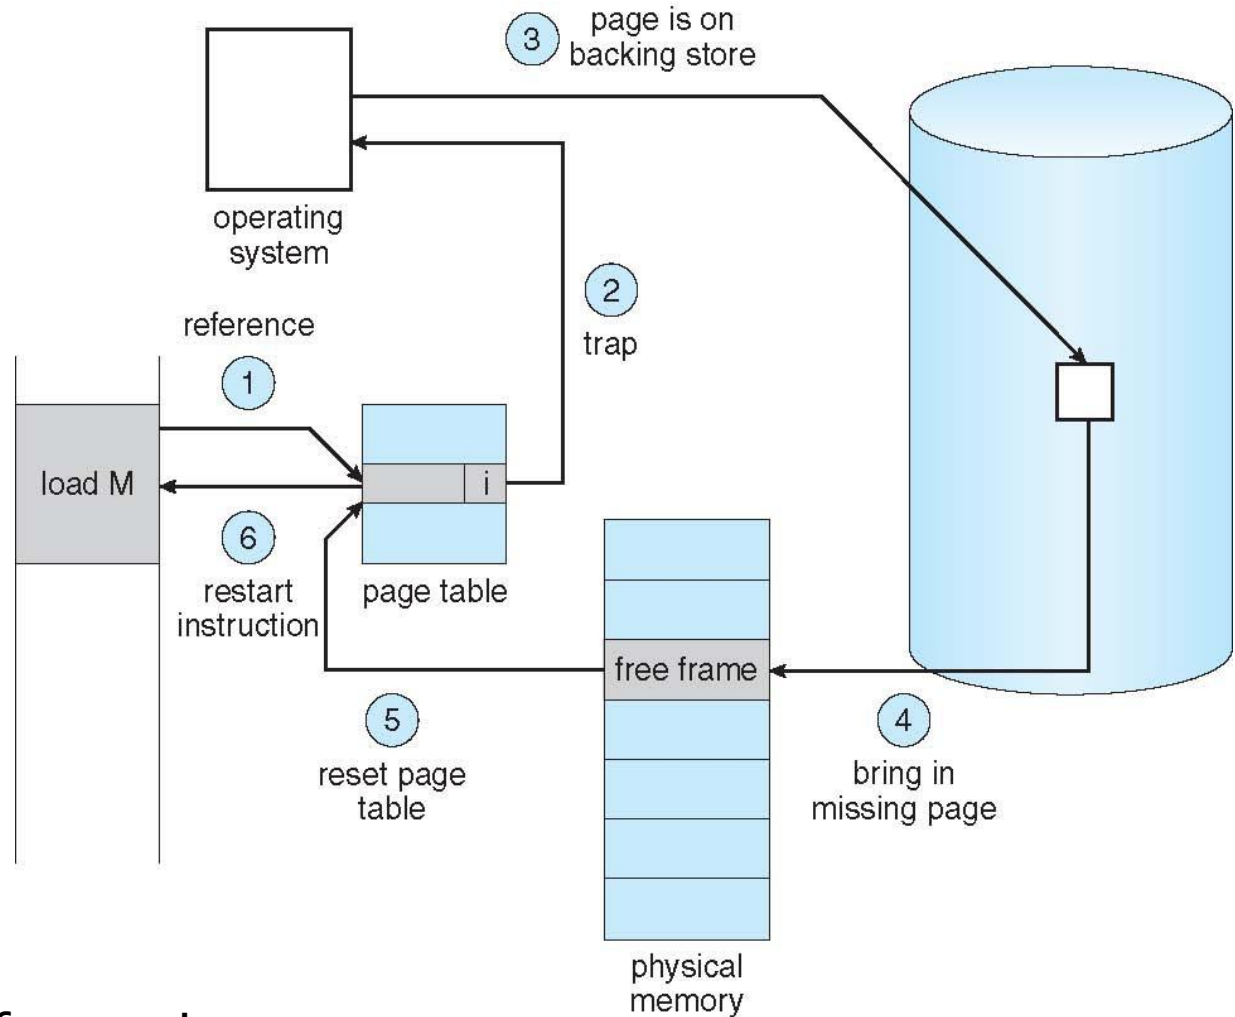 3
page is on
backing store
operating
system
2
trap
reference
1
load M
i
6
restart
instruction
page table
free frame
5
reset page
table
4
bring in
missing page
physical
memory